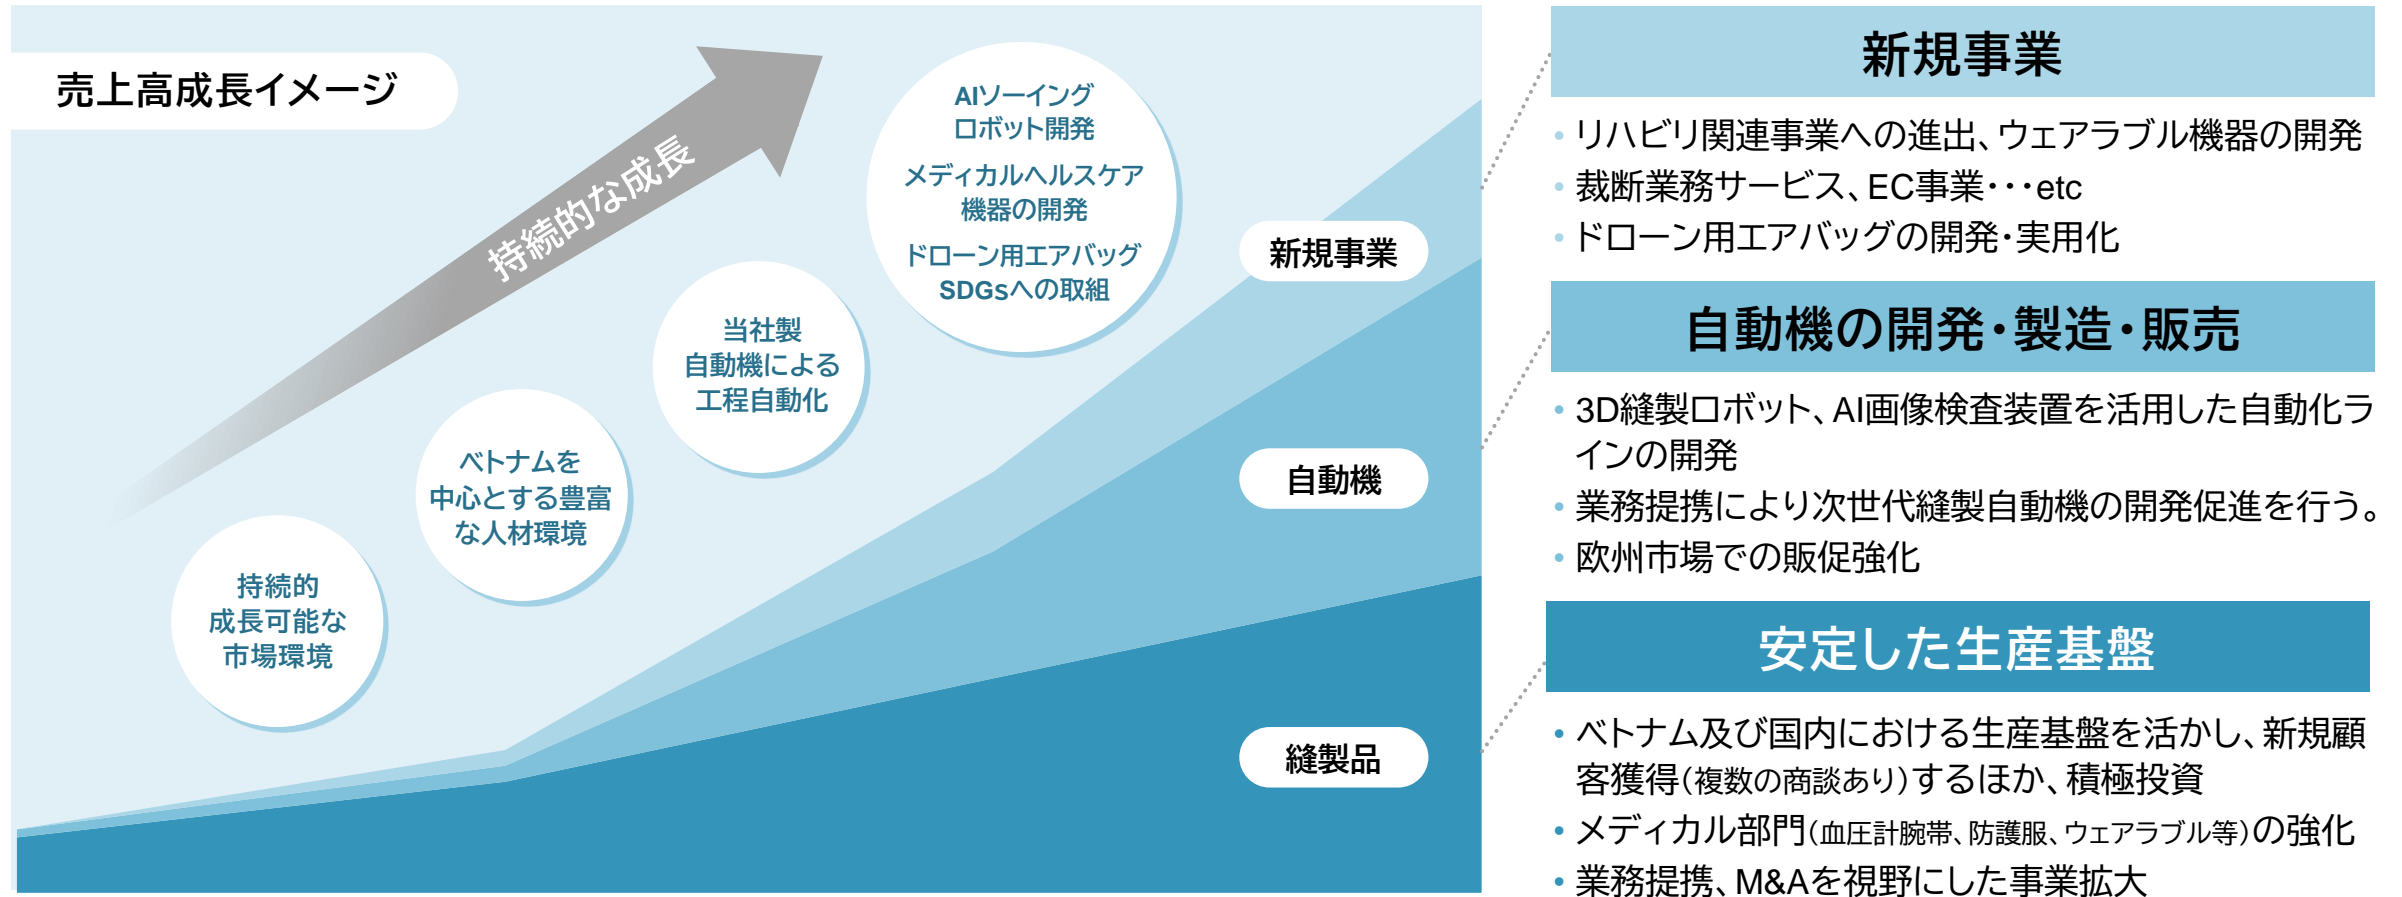 売上高成長イメージ
持続的な成長
AIソーイング
ロボット開発
メディカルヘルスケア
機器の開発
ドローン用エアバッグ
SDGsへの取組
当社製
自動機による
工程自動化
ベトナムを
中心とする豊富
な人材環境
持続的
成長可能な
市場環境
新規事業
自動機
縫製品
新規事業
・リハビリ関連事業への進出、ウェアラブル機器の開発
・裁断業務サービス、EC事業・・・etc
・ドローン用エアバッグの開発・実用化
自動機の開発・製造・販売
・3D縫製ロボット、AI画像検査装置を活用した自動化ラ
インの開発
・業務提携により次世代縫製自動機の開発促進を行う。
・欧州市場での販促強化
安定した生産基盤
・ベトナム及び国内における生産基盤を活かし、新規顧
客獲得（複数の商談あり）するほか、積極投資
・メディカル部門（血圧計腕帯、防護服、ウェアラブル等）の強化
・業務提携、M&Aを視野にした事業拡大